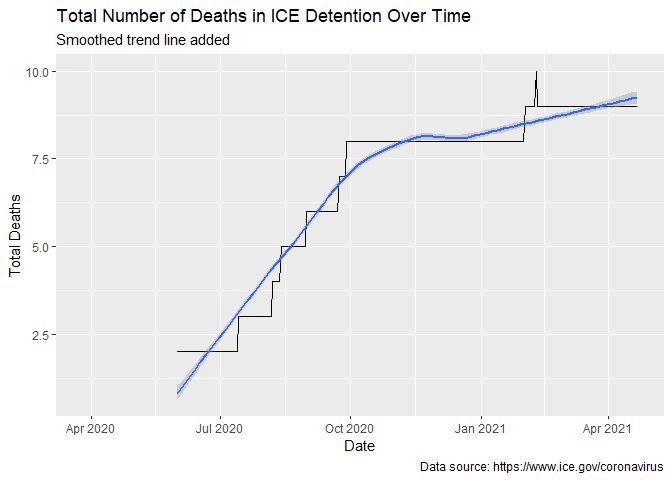 Total Number of Deaths in ICE Detention Over Time
Smoothed trend line added
10.0
7.5
5.0
2.5
Total Deaths
Apr 2020 Jul 2020 Oct 2020 Jan 2021 Apr 2021
Date
Data source: https://www.ice.gov/coronavirus